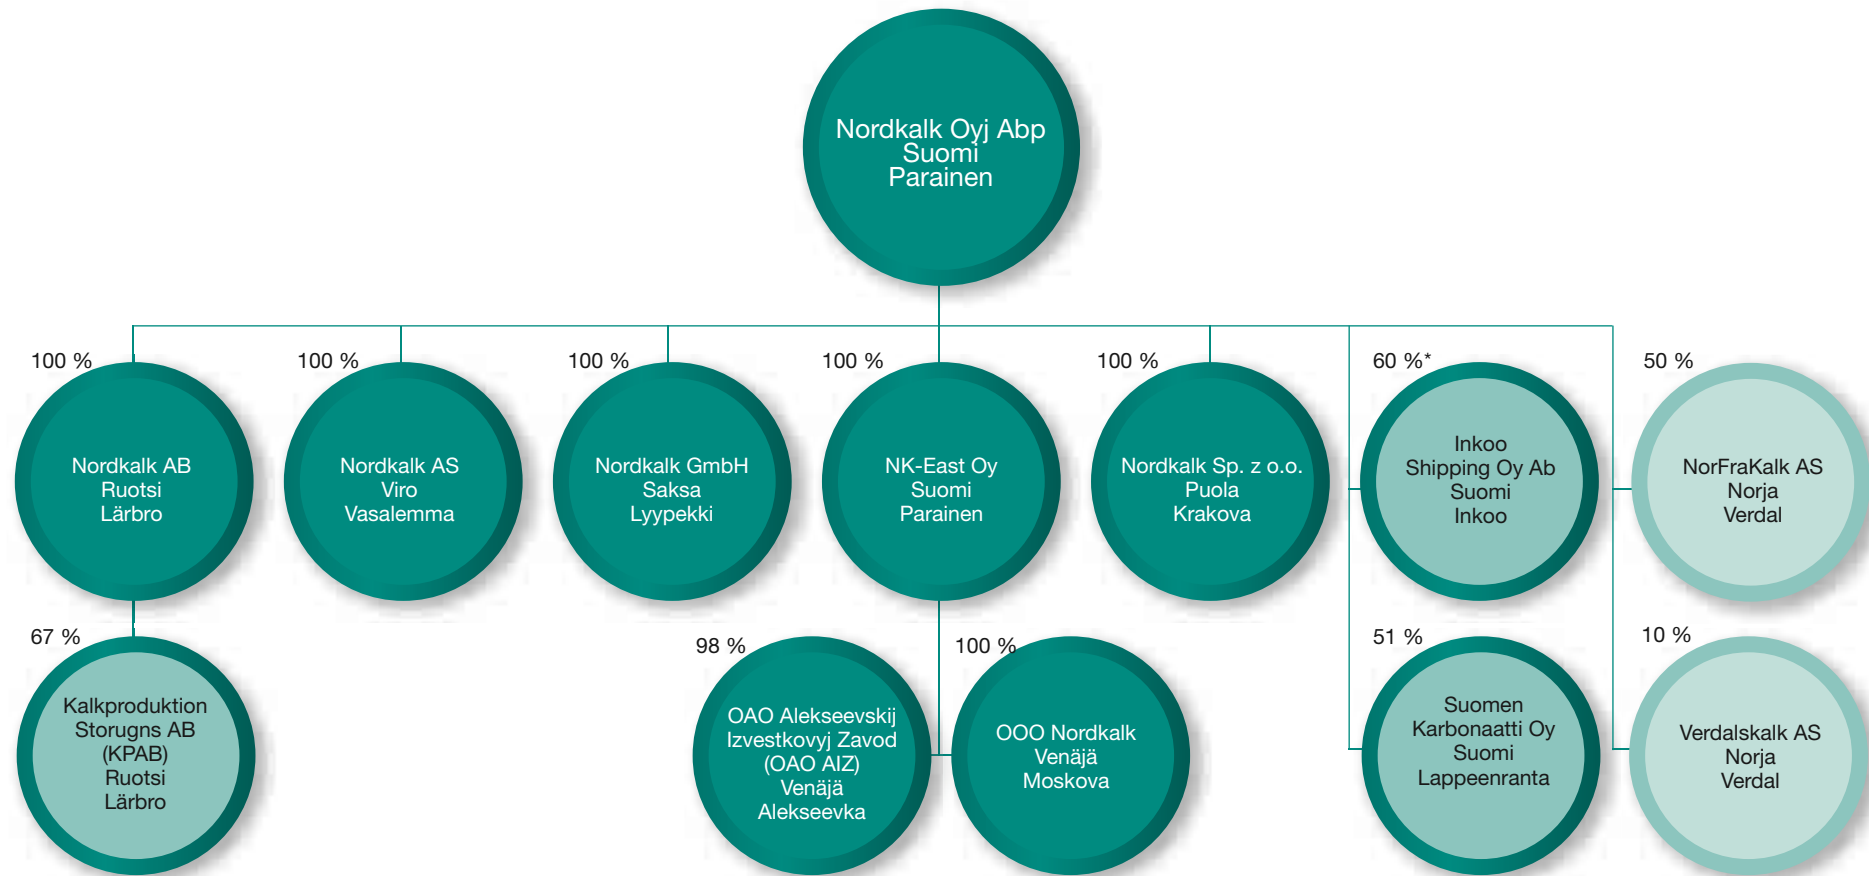 Nordkalk Oyj Abp
Suomi
Parainen
100 %
Nordkalk AB
Ruotsi
Lärbro
100 %
Nordkalk AS
Viro
Vasalemma
100 %
Nordkalk GmbH
Saksa
Lyypekki
100 %
NK-East Oy
Suomi
Parainen
100 %
Nordkalk Sp. z o.o.
Puola
Krakova
60 %*
Inkoo
Shipping Oy Ab
Suomi
Inkoo
50 %
NorFraKalk AS
Norja
Verdal
67 %
Kalkproduktion
Storugns AB
(KPAB)
Ruotsi
Lärbro
98 %
OAO Alekseevskij
Izvestkovyj Zavod
(OAO AIZ)
Venäjä
Alekseevka
100 %
OOO Nordkalk
Venäjä
Moskova
51 %
Suomen
Karbonaatti Oy
Suomi
Lappeenranta
10 %
Verdalskalk AS
Norja
Verdal